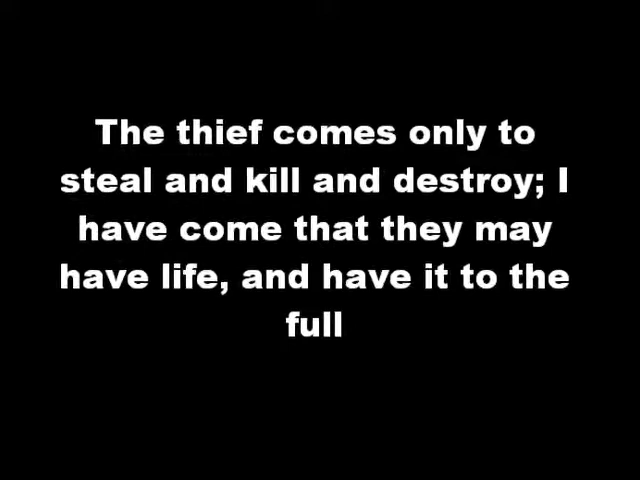 The thief comes only to
steal and kill and destroy; I
have come that they may
have life, and have it to the
full